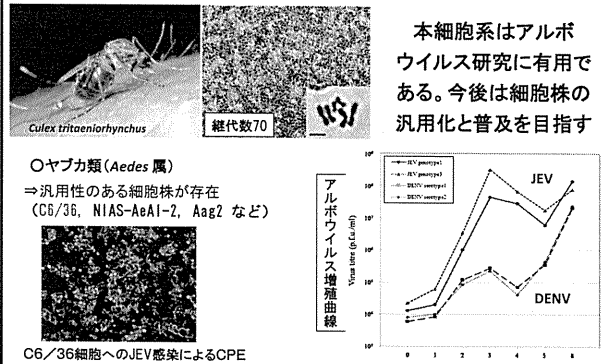 Culex tritaeniorhynchus
継代数70
本細胞系はアルボ
ウイルス研究に有用で
ある。今後は細胞株の
汎用化と普及を目指す
○ヤブカ類(Aedes 属)
⇒汎用性のある細胞株が存在
(C6/36, NIAS-AeAl-2, Aag2 など)
C6/36細胞へのJEV感染によるCPE
アルボウイルス増殖曲線
Virus titre (p.f.u./ml)
JEV genotype1
JEV genotype3
DENV serotype1
DENV serotype2
JEV
DENV
0 1 2 3 4 5 6